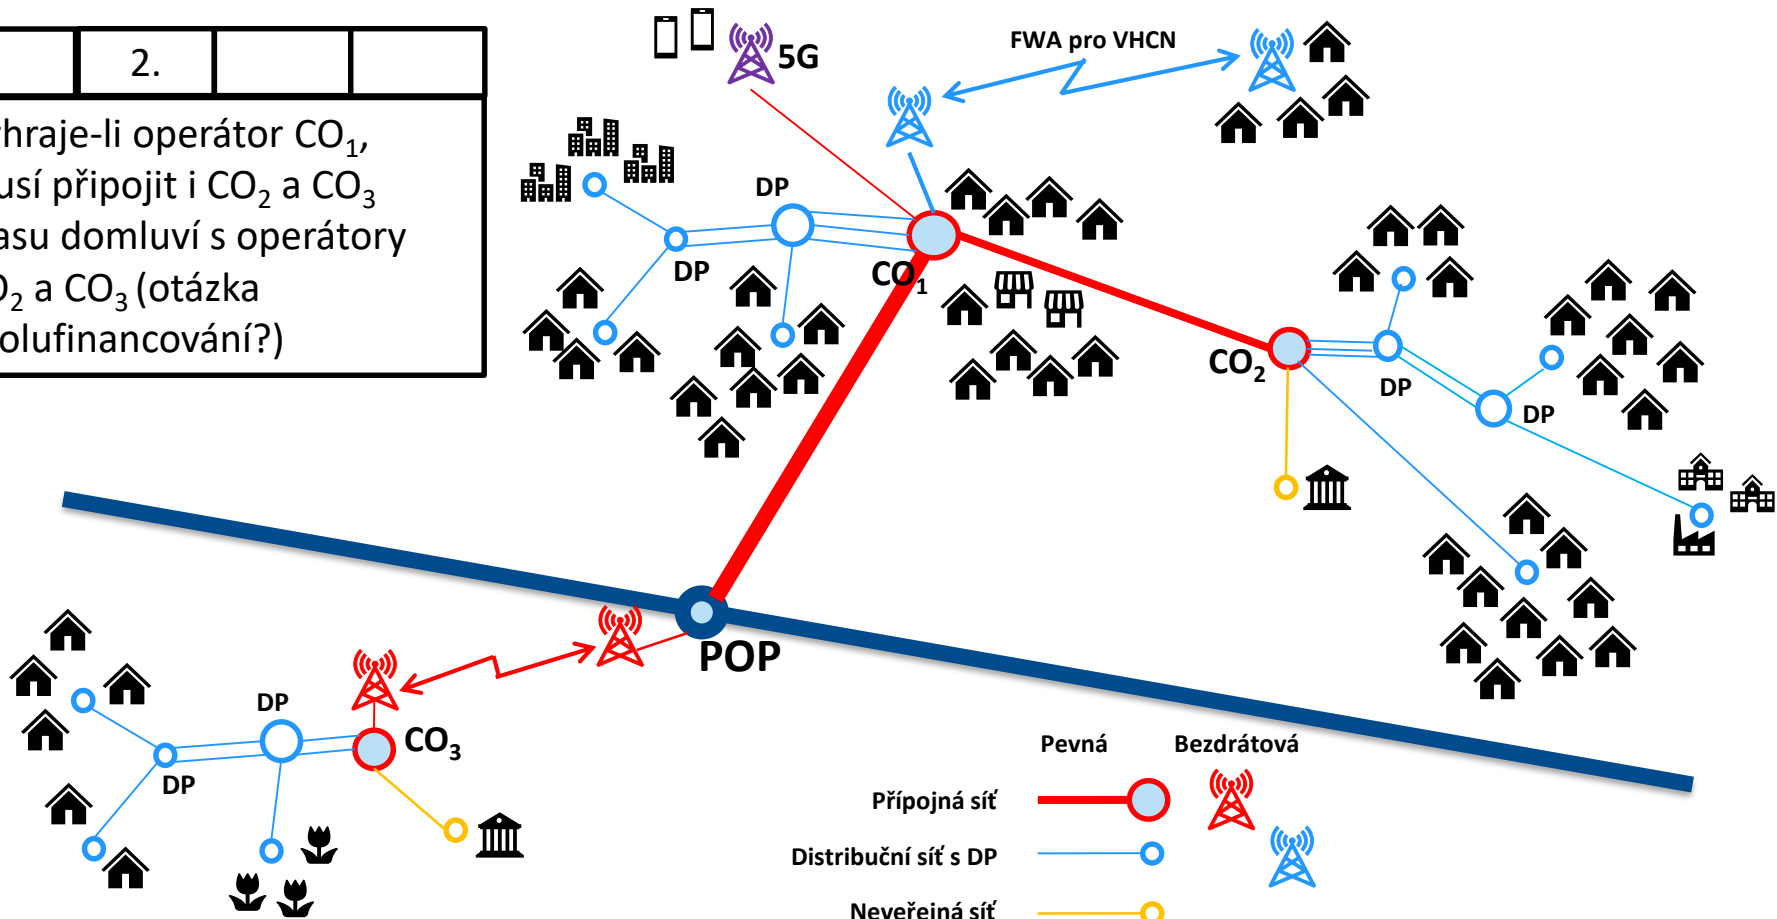 2.
hraje-li operátor CO₁,
usí připojit i CO₂ a CO₃
asu domluví s operátory
O₂ a CO₃ (otázka
olufinancování?)
5G
FWA pro VHCN
DP
DP
CO₁
CO₂
DP
DP
POP
DP
DP
CO₃
Pevná Bezdrátová
Přípojná síť
Distribuční síť s DP
Neveřejná síť